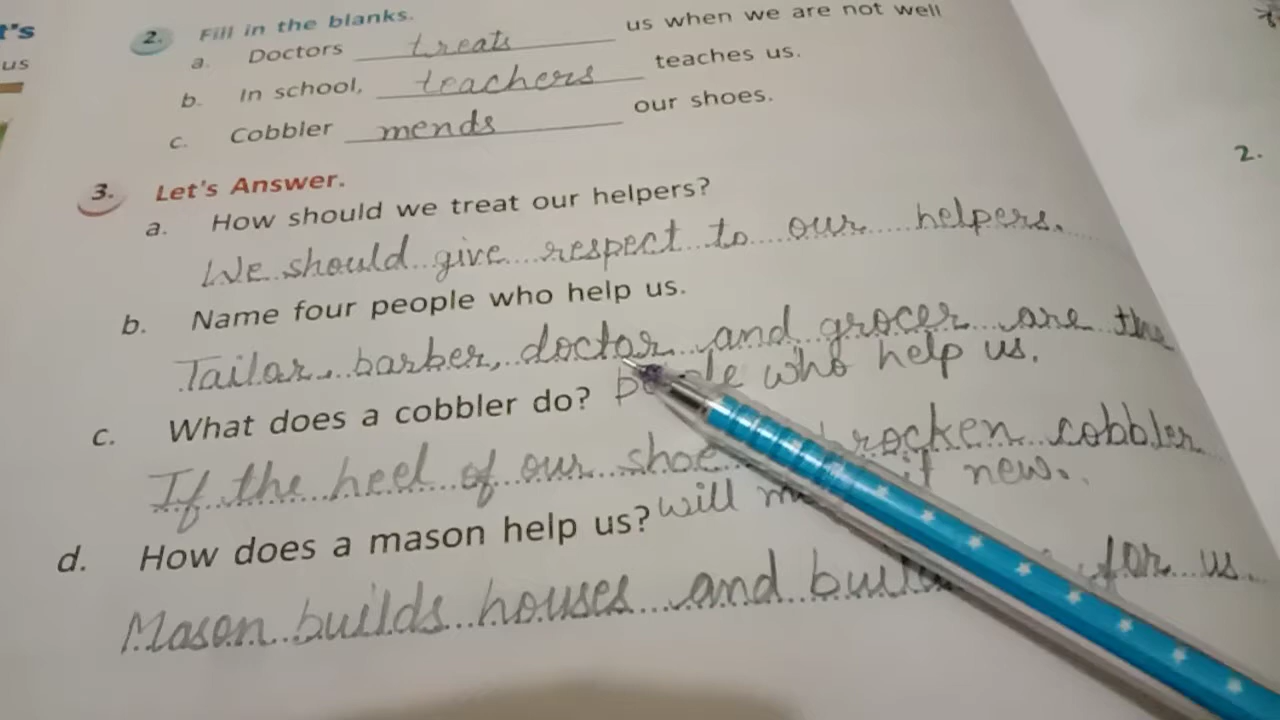 t's
us
2. Fill in the blanks.
a. Doctors treats us when we are not well
b. In school, teachers teaches us.
c. Cobbler mends our shoes.
3. Let's Answer.
a. How should we treat our helpers?
We should give respect to our helpers.
b. Name four people who help us.
Tailor, barber, doctor and grocer are the
who help us.
c. What does a cobbler do?
If the heel of our cobbler
will it new.
d. How does a mason help us?
Mason builds houses and for us.
2.